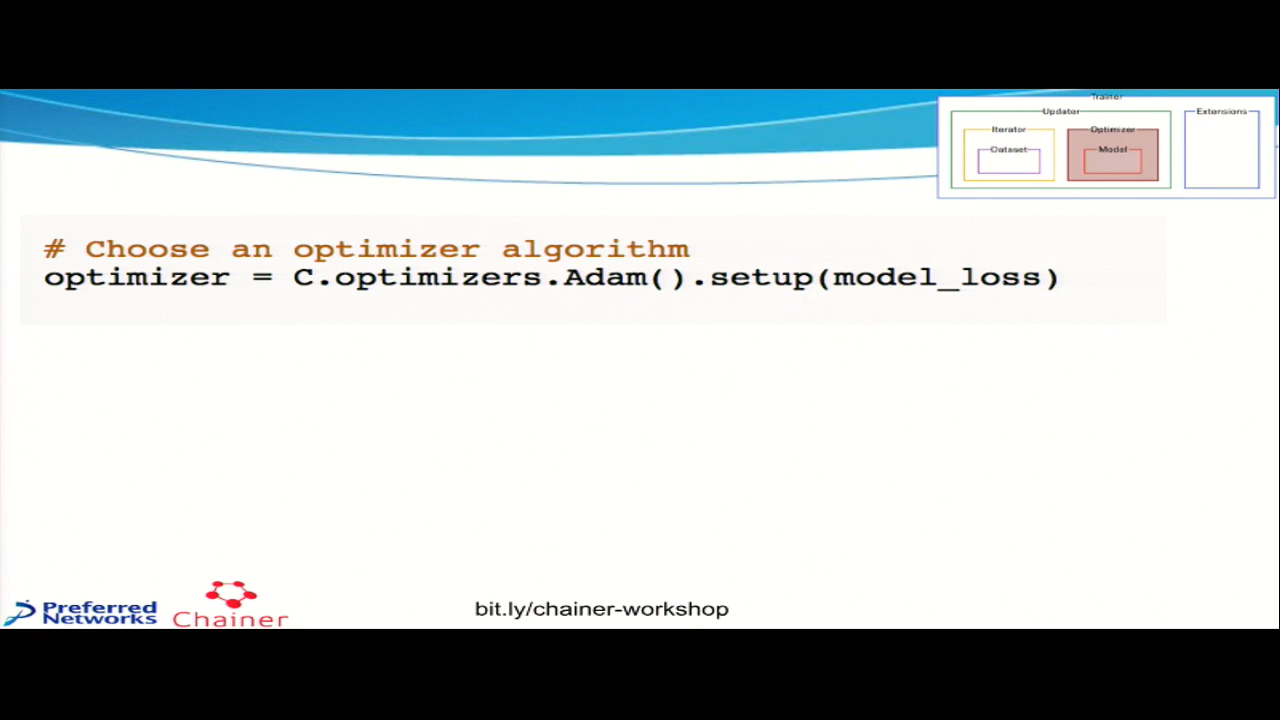 Trainer
Updater
Extensions
Iterator
Optimizer
Dataset
Model
# Choose an optimizer algorithm
optimizer = C.optimizers.Adam().setup(model_loss)
Preferred
Networks
Chainer
bit.ly/chainer-workshop